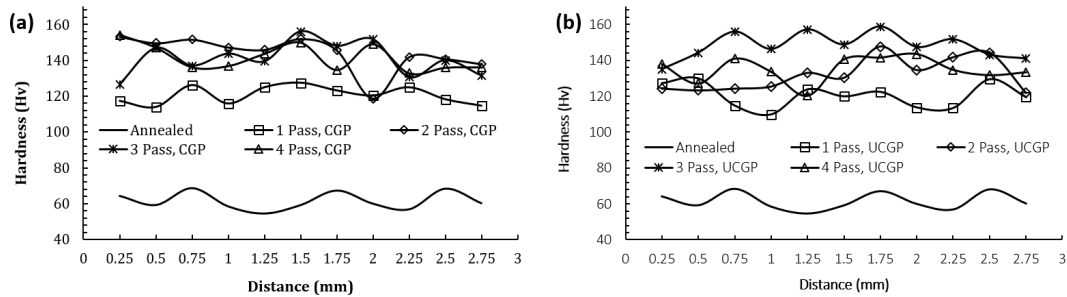 (a)
160
140
120
100
80
60
40
Hardness (Hv)
Annealed
1 Pass, CGP
2 Pass, CGP
3 Pass, CGP
4 Pass, CGP
0 0.25 0.5 0.75 1 1.25 1.5 1.75 2 2.25 2.5 2.75 3
Distance (mm)
(b)
160
140
120
100
80
60
40
Hardness (Hv)
Annealed
1 Pass, UCGP
2 Pass, UCGP
3 Pass, UCGP
4 Pass, UCGP
0 0.25 0.5 0.75 1 1.25 1.5 1.75 2 2.25 2.5 2.75 3
Distance (mm)